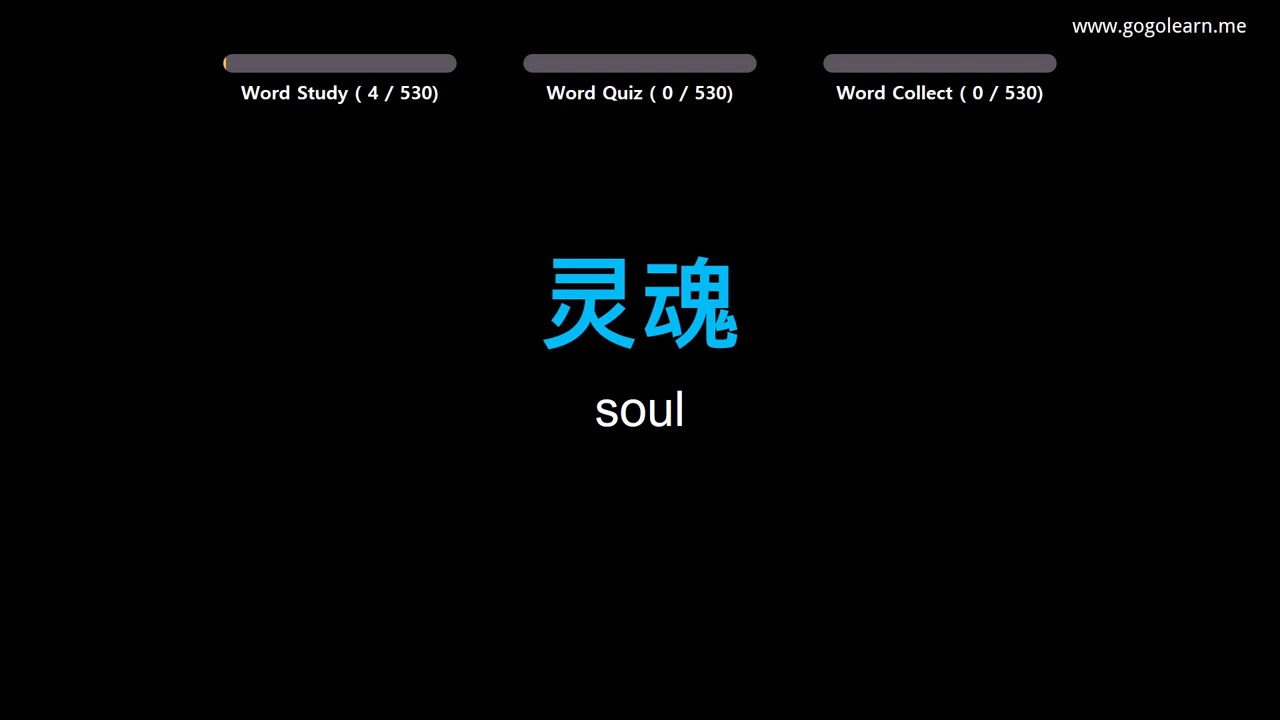 www.gogolearn.me
Word Study ( 4 / 530)
Word Quiz ( 0 / 530)
Word Collect ( 0 / 530)
灵魂
soul